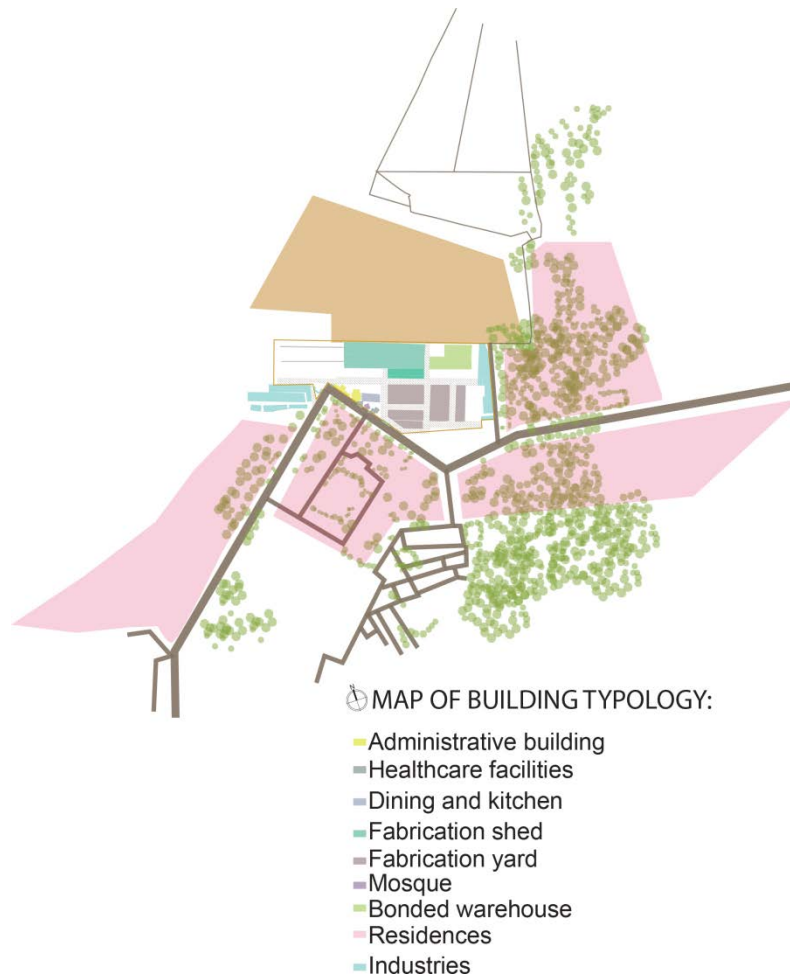 N
MAP OF BUILDING TYPOLOGY:
Administrative building
Healthcare facilities
Dining and kitchen
Fabrication shed
Fabrication yard
Mosque
Bonded warehouse
Residences
Industries